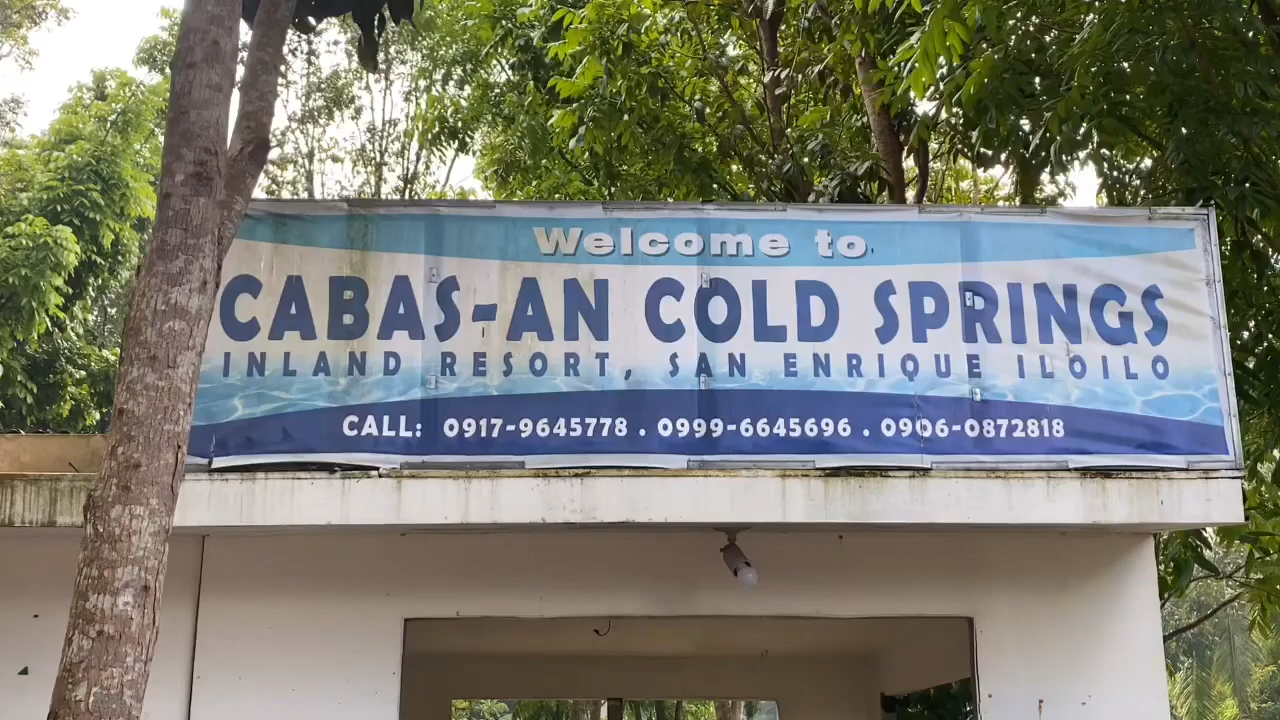 Welcome to
CABAS-AN COLD SPRINGS
INLAND RESORT, SAN ENRIQUE ILOILO
CALL: 0917-9645778 . 0999-6645696 . 0906-0872818